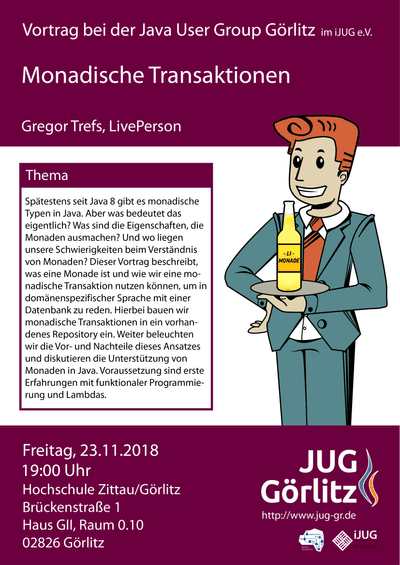 Vortrag bei der Java User Group Görlitz im iJUG e.V.
Monadische Transaktionen
Gregor Trefs, LivePerson
Thema
Spätestens seit Java 8 gibt es monadische
Typen in Java. Aber was bedeutet das
eigentlich? Was sind die Eigenschaften, die
Monaden ausmachen? Und wo liegen
unsere Schwierigkeiten beim Verständnis
von Monaden? Dieser Vortrag beschreibt,
was eine Monade ist und wie wir eine mo-
nadische Transaktion nutzen können, um in
domänenspezifischer Sprache mit einer
Datenbank zu reden. Hierbei bauen wir
monadische Transaktionen in ein vorhan-
denes Repository ein. Weiter beleuchten
wir die Vor- und Nachteile dieses Ansatzes
und diskutieren die Unterstützung von
Monaden in Java. Voraussetzung sind erste
Erfahrungen mit funktionaler Programmie-
rung und Lambdas.
- LI -
MONADE
Freitag, 23.11.2018
19:00 Uhr
Hochschule Zittau/Görlitz
Brückenstraße 1
Haus GII, Raum 0.10
02826 Görlitz
JUG
Görlitz
http://www.jug-gr.de
iJUG